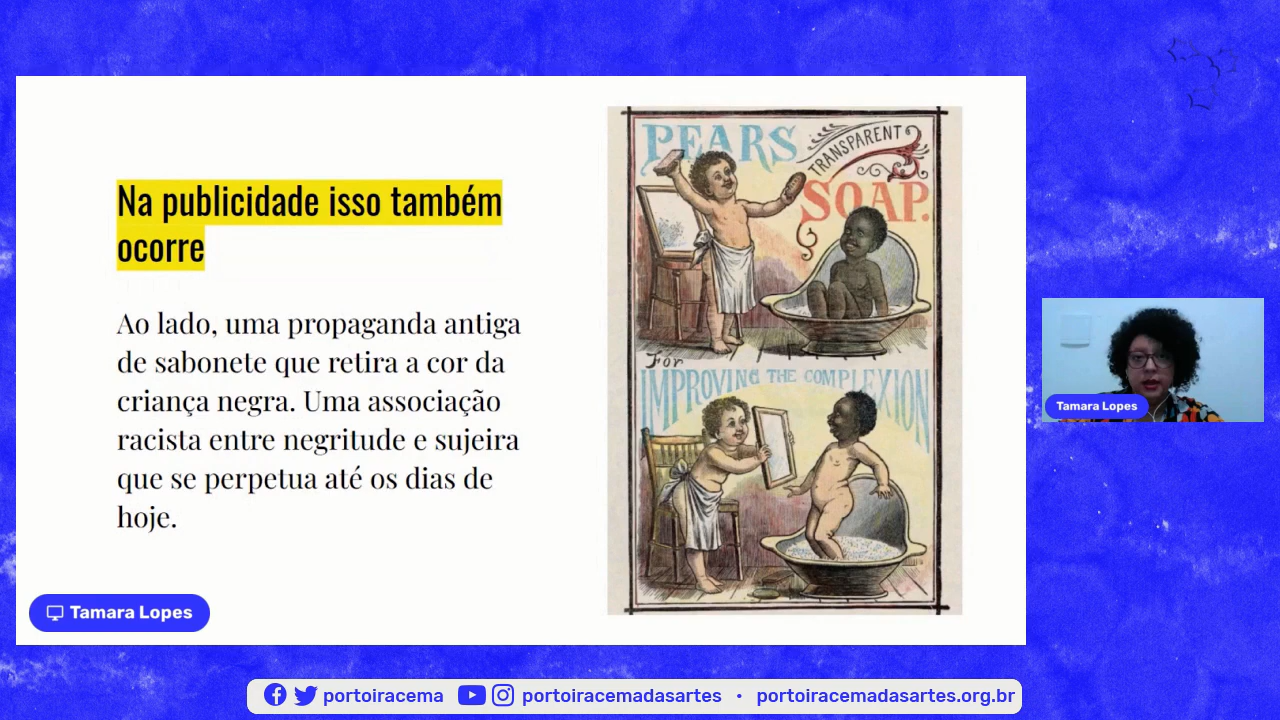 Na publicidade isso também
ocorre
Ao lado, uma propaganda antiga
de sabonete que retira a cor da
criança negra. Uma associação
racista entre negritude e sujeira
que se perpetua até os dias de
hoje.
PEARS
TRANSPARENT
SOAP.
For
IMPROVING THE COMPLEXION
Tamara Lopes
Tamara Lopes
portoiracema portoiracemadasartes • portoiracemadasartes.org.br